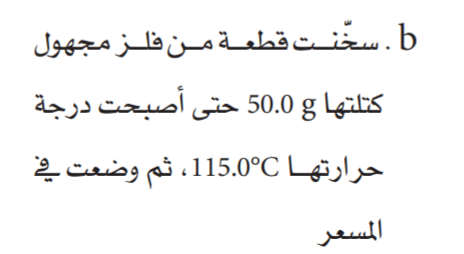 b . سخّنت قطعة من فلز مجهول
كتلتها 50.0 g حتى أصبحت درجة
حرارتها 115.0°C، ثم وضعت في
المسعر